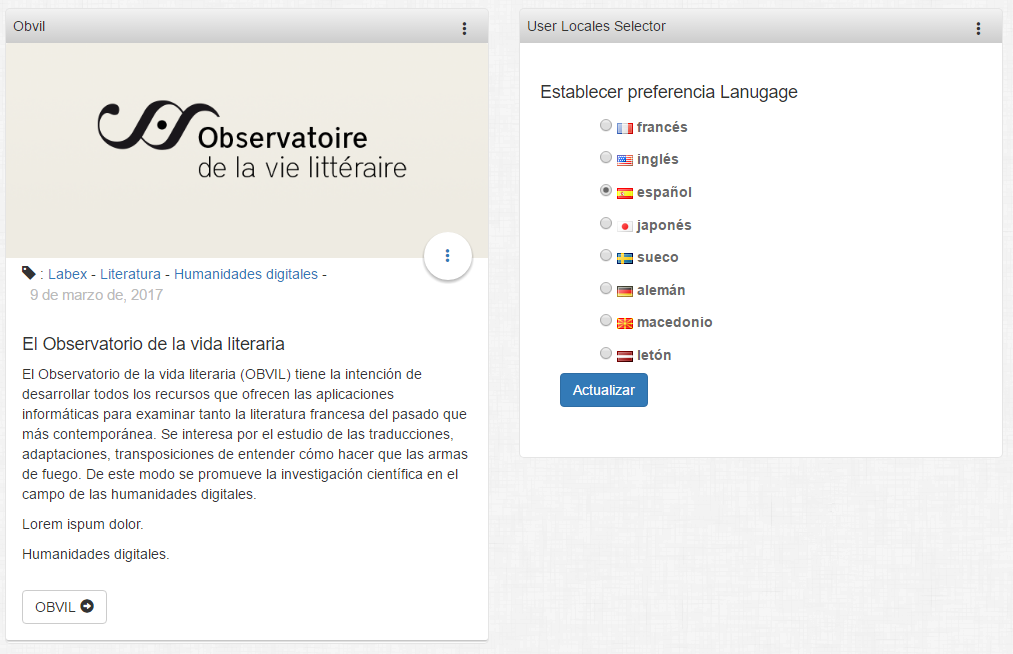 Obvil
Observatoire
de la vie littéraire
: Labex - Literatura - Humanidades digitales -
9 de marzo de, 2017
El Observatorio de la vida literaria
El Observatorio de la vida literaria (OBVIL) tiene la intención de
desarrollar todos los recursos que ofrecen las aplicaciones
informáticas para examinar tanto la literatura francesa del pasado que
más contemporánea. Se interesa por el estudio de las traducciones,
adaptaciones, transposiciones de entender cómo hacer que las armas
de fuego. De este modo se promueve la investigación científica en el
campo de las humanidades digitales.
Lorem ispum dolor.
Humanidades digitales.
OBVIL
User Locales Selector
Establecer preferencia Lanugage
francés
inglés
español
japonés
sueco
alemán
macedonio
letón
Actualizar